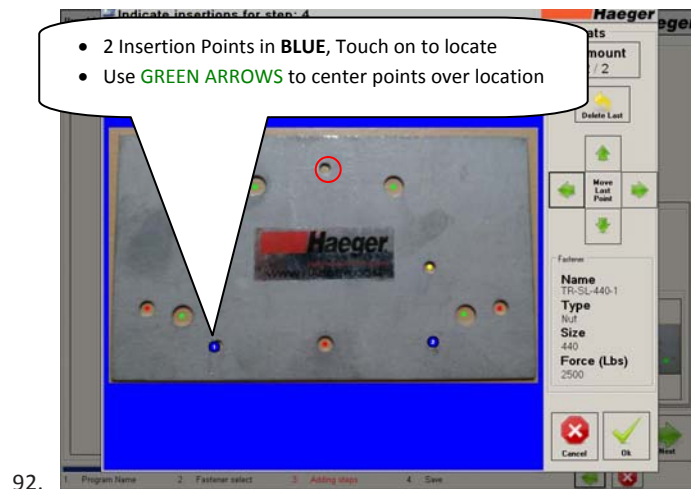 Indicate insertions for step: 4
Haeger
• 2 Insertion Points in BLUE, Touch on to locate
• Use GREEN ARROWS to center points over location
mount
/ 2
Delete Last
Move
Last
Point
Haeger
1
2
Fastener
Name
TR-SL-440-1
Type
Nut
Size
440
Force (Lbs)
2500
Cancel
Ok
Next
92.
1 Program Name 2 Fastener select 3 Adding steps 4 Save